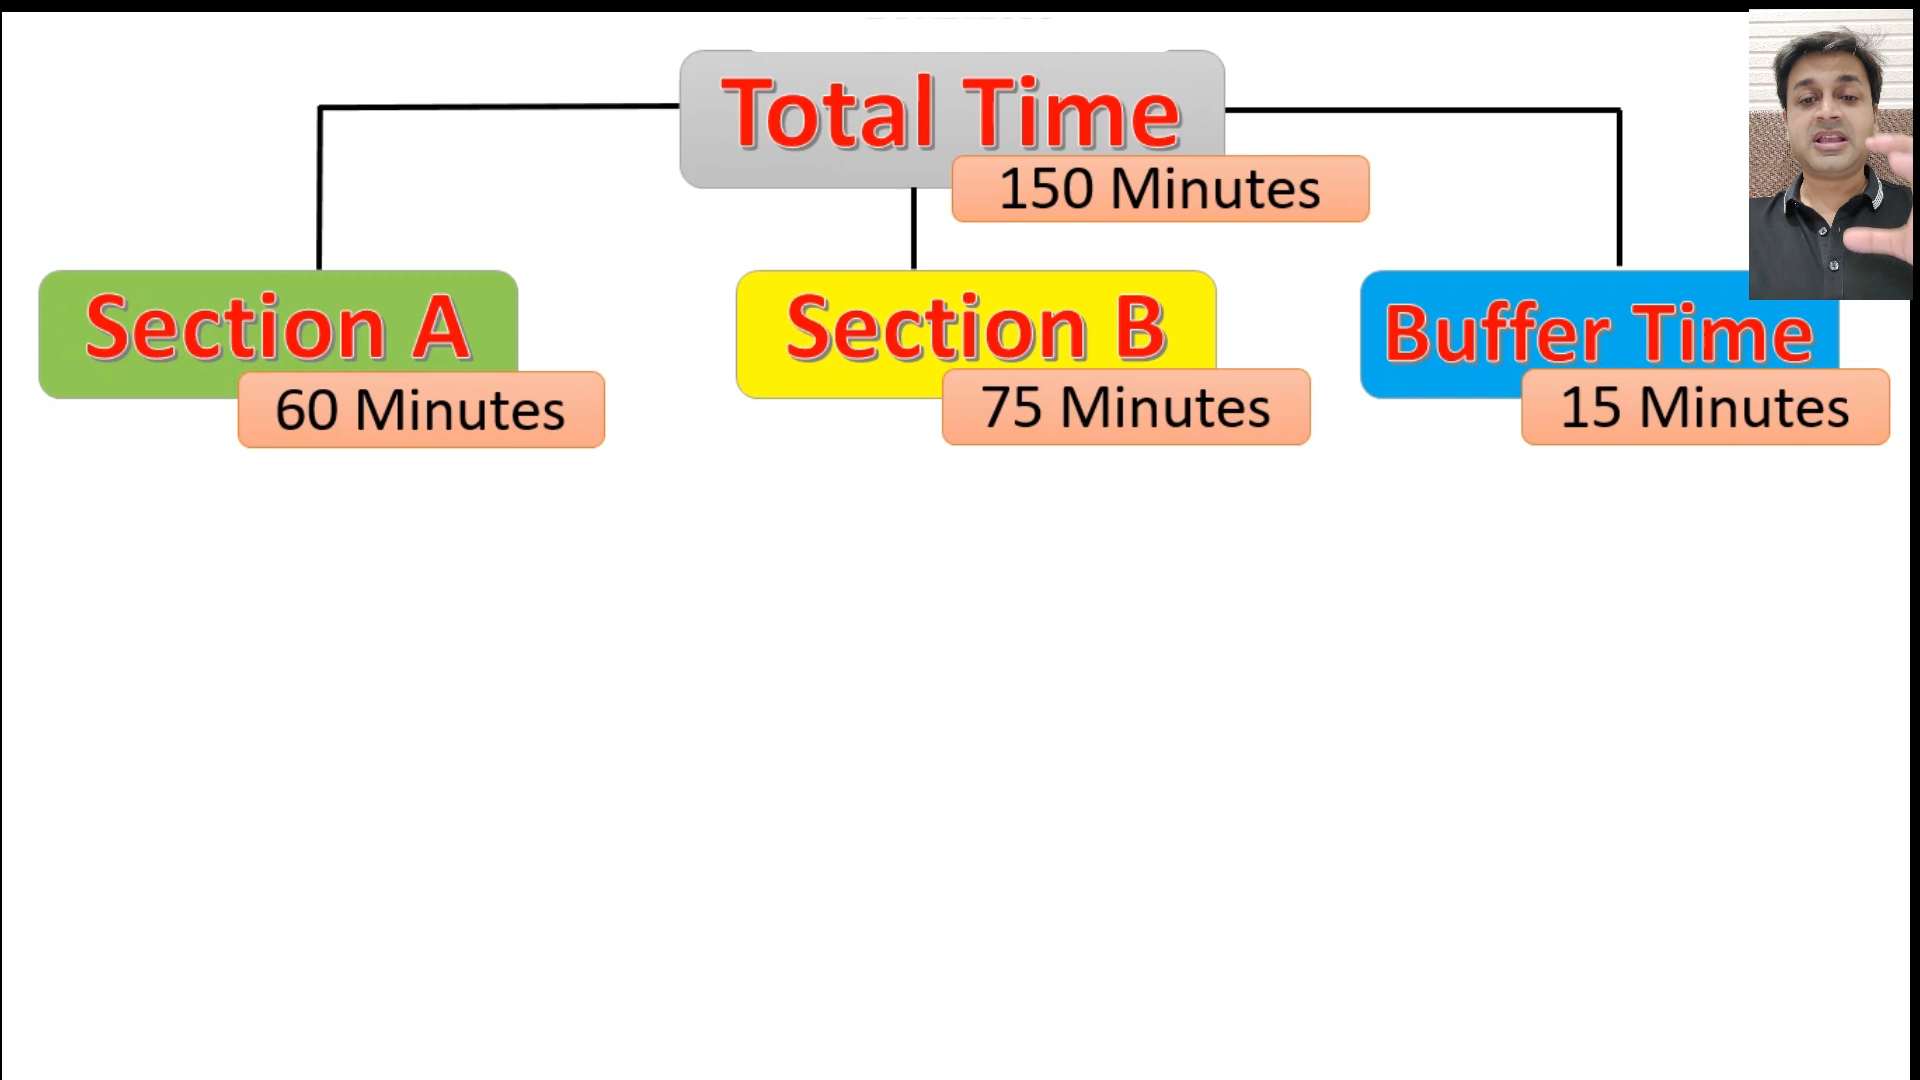 Total Time
150 Minutes
Section A
60 Minutes
Section B
75 Minutes
Buffer Time
15 Minutes